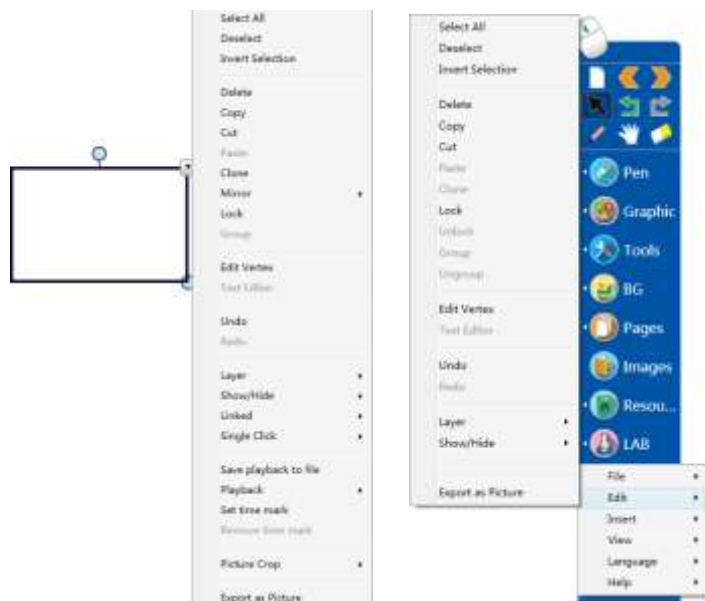 Select All
Deselect
Invert Selection
Delete
Copy
Cut
Paste
Clone
Mirror
Lock
Group
Edit Vertex
Text Editor
Undo
Redo
Layer
Show/Hide
Linked
Single Click
Save playback to file
Playback
Set time mark
Remove time mark
Picture Crop
Export as Picture
Select All
Deselect
Invert Selection
Delete
Copy
Cut
Paste
Clone
Lock
Unlock
Group
Ungroup
Edit Vertex
Text Editor
Undo
Redo
Layer
Show/Hide
Export as Picture
Pen
Graphic
Tools
BG
Pages
Images
Resou...
LAB
File
Edit
Insert
View
Language
Help